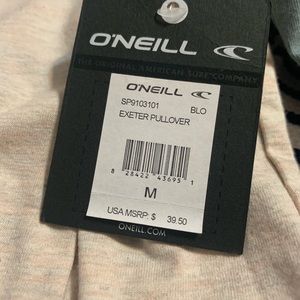 O'NEILL
THE ORIGINAL AMERICAN SURF COMPANY
O'NEILL
SP9103101 BLO
EXETER PULLOVER
8 28422 43695 1
M
USA MSRP: $ 39.50
ONEILL.COM